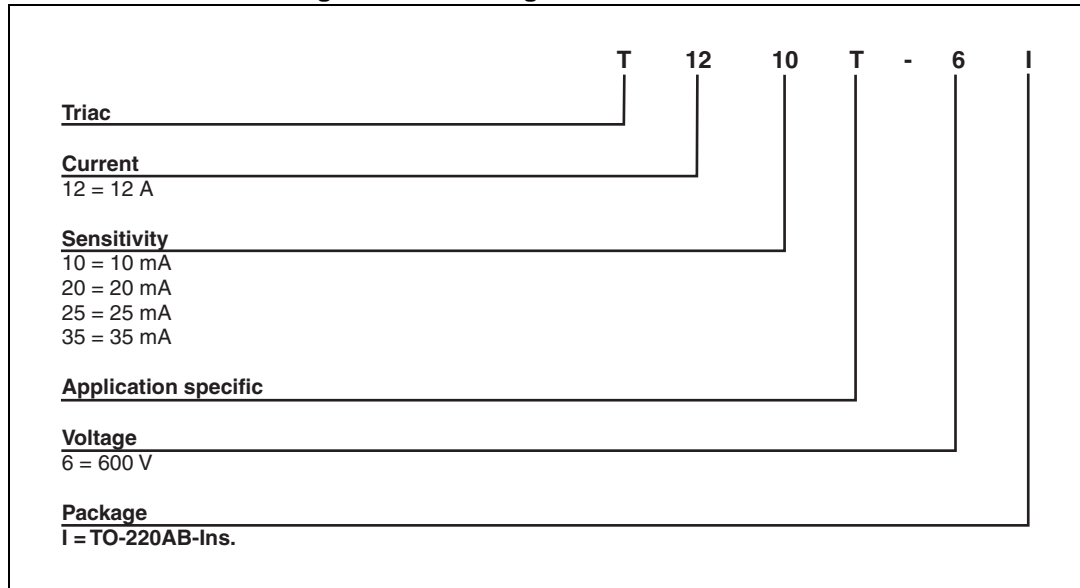 T 12 10 T - 6 I
Triac
Current
12 = 12 A
Sensitivity
10 = 10 mA
20 = 20 mA
25 = 25 mA
35 = 35 mA
Application specific
Voltage
6 = 600 V
Package
I = TO-220AB-Ins.